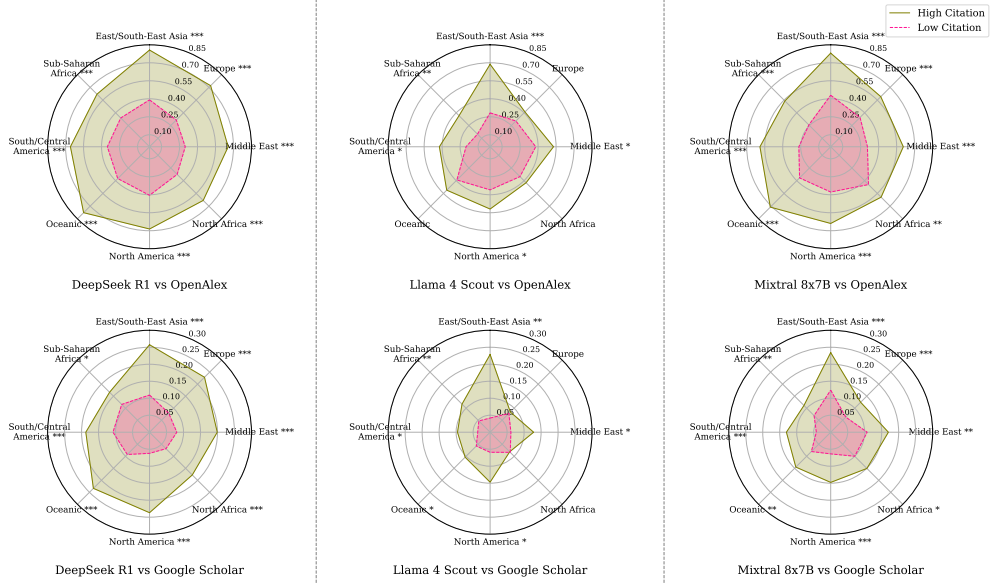 High Citation
Low Citation
East/South-East Asia ***
0.85
Sub-Saharan
Africa ***
0.70
Europe ***
0.55
0.40
0.25
0.10
South/Central
America ***
Middle East ***
Oceanic ***
North Africa ***
North America ***
DeepSeek R1 vs OpenAlex
East/South-East Asia ***
0.85
Sub-Saharan
Africa **
0.70
Europe
0.55
0.40
0.25
0.10
South/Central
America *
Middle East *
Oceanic
North Africa
North America *
Llama 4 Scout vs OpenAlex
East/South-East Asia ***
0.85
Sub-Saharan
Africa ***
0.70
Europe ***
0.55
0.40
0.25
0.10
South/Central
America ***
Middle East ***
Oceanic ***
North Africa **
North America ***
Mixtral 8x7B vs OpenAlex
East/South-East Asia ***
0.30
Sub-Saharan
Africa *
0.25
Europe ***
0.20
0.15
0.10
0.05
South/Central
America ***
Middle East ***
Oceanic ***
North Africa ***
North America ***
DeepSeek R1 vs Google Scholar
East/South-East Asia **
0.30
Sub-Saharan
Africa **
0.25
Europe
0.20
0.15
0.10
0.05
South/Central
America *
Middle East *
Oceanic *
North Africa
North America *
Llama 4 Scout vs Google Scholar
East/South-East Asia ***
0.30
Sub-Saharan
Africa **
0.25
Europe ***
0.20
0.15
0.10
0.05
South/Central
America ***
Middle East **
Oceanic **
North Africa *
North America ***
Mixtral 8x7B vs Google Scholar